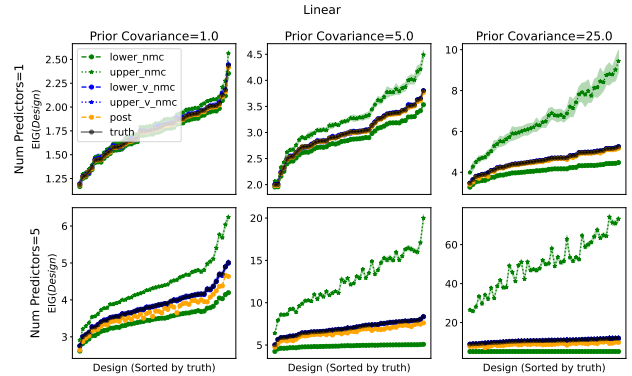 Linear
Prior Covariance=1.0
Prior Covariance=5.0
Prior Covariance=25.0
Num Predictors=1
EIG(Design)
2.50
2.25
2.00
1.75
1.50
1.25
lower_nmc
upper_nmc
lower_v_nmc
upper_v_nmc
post
truth
4.5
4.0
3.5
3.0
2.5
2.0
10
8
6
4
Num Predictors=5
EIG(Design)
6
5
4
3
20
15
10
5
60
40
20
Design (Sorted by truth)
Design (Sorted by truth)
Design (Sorted by truth)